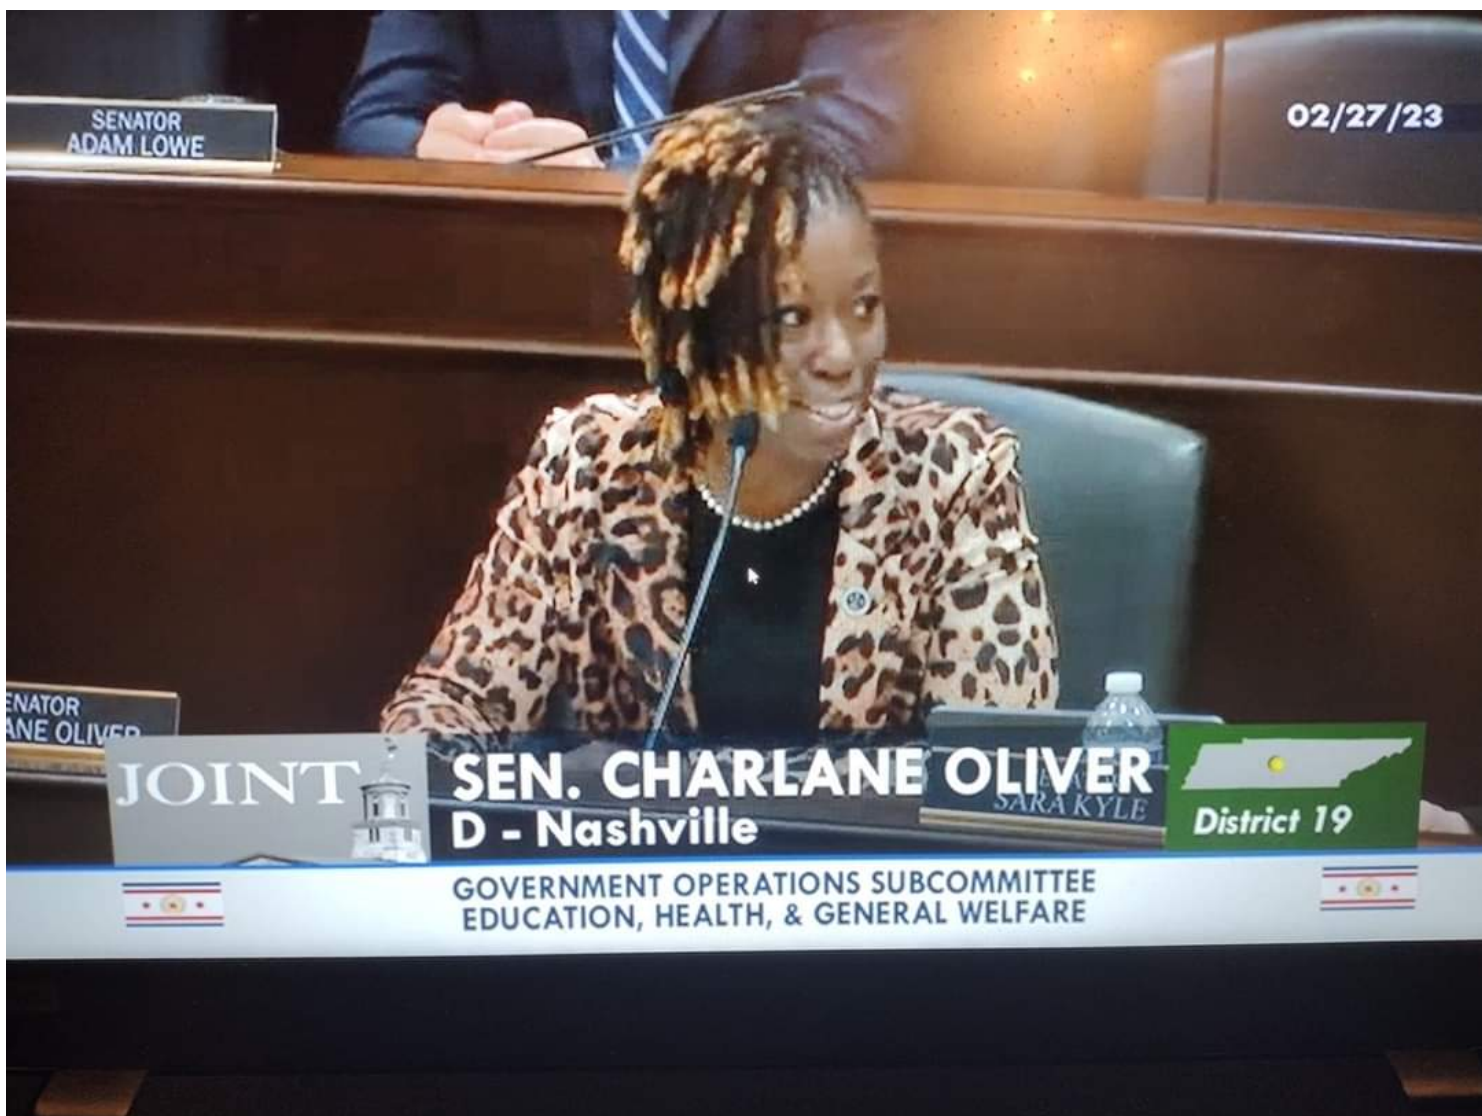 SENATOR
ADAM LOWE
02/27/23
ENATOR
ANE OLIVER
JOINT
SEN. CHARLANE OLIVER
D - Nashville
SARA KYLE
District 19
GOVERNMENT OPERATIONS SUBCOMMITTEE
EDUCATION, HEALTH, & GENERAL WELFARE